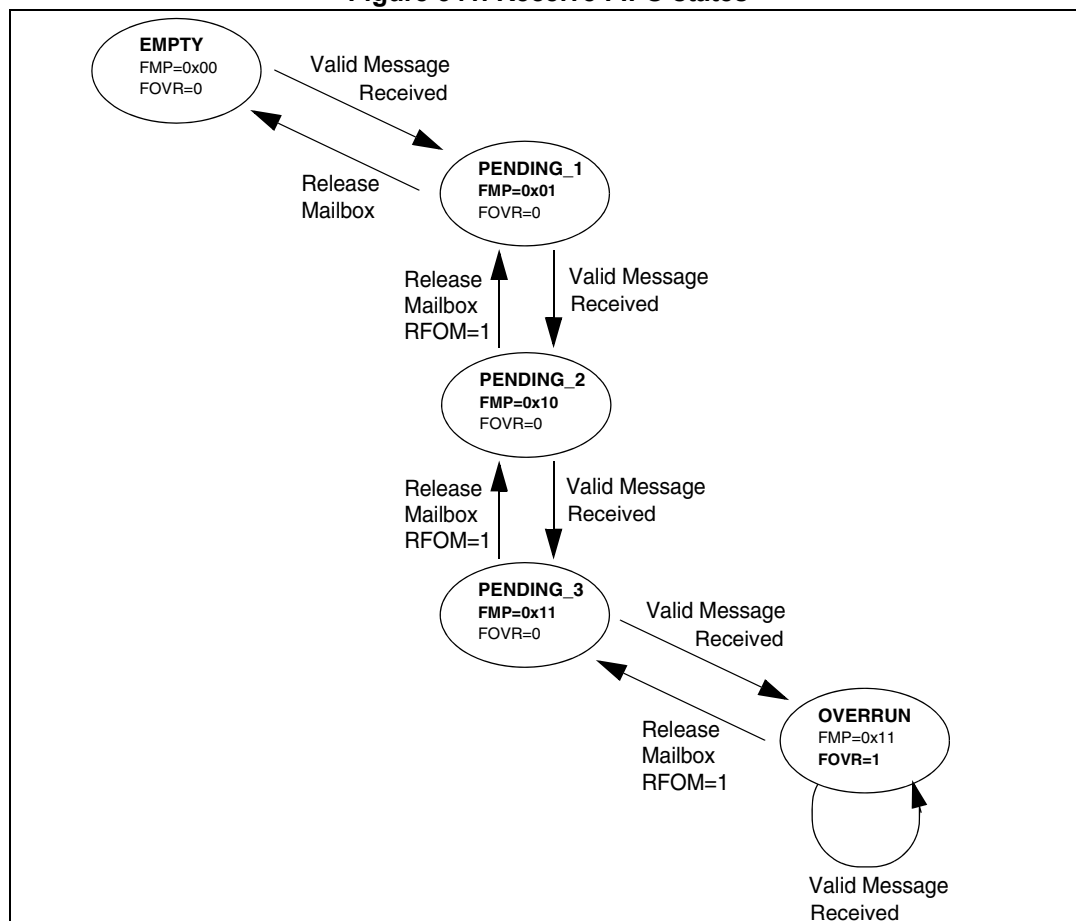 EMPTY
FMP=0x00
FOVR=0
Valid Message
Received
Release
Mailbox
PENDING_1
FMP=0x01
FOVR=0
Release
Mailbox
RFOM=1
Valid Message
Received
PENDING_2
FMP=0x10
FOVR=0
Release
Mailbox
RFOM=1
Valid Message
Received
PENDING_3
FMP=0x11
FOVR=0
Valid Message
Received
Release
Mailbox
RFOM=1
OVERRUN
FMP=0x11
FOVR=1
Valid Message
Received